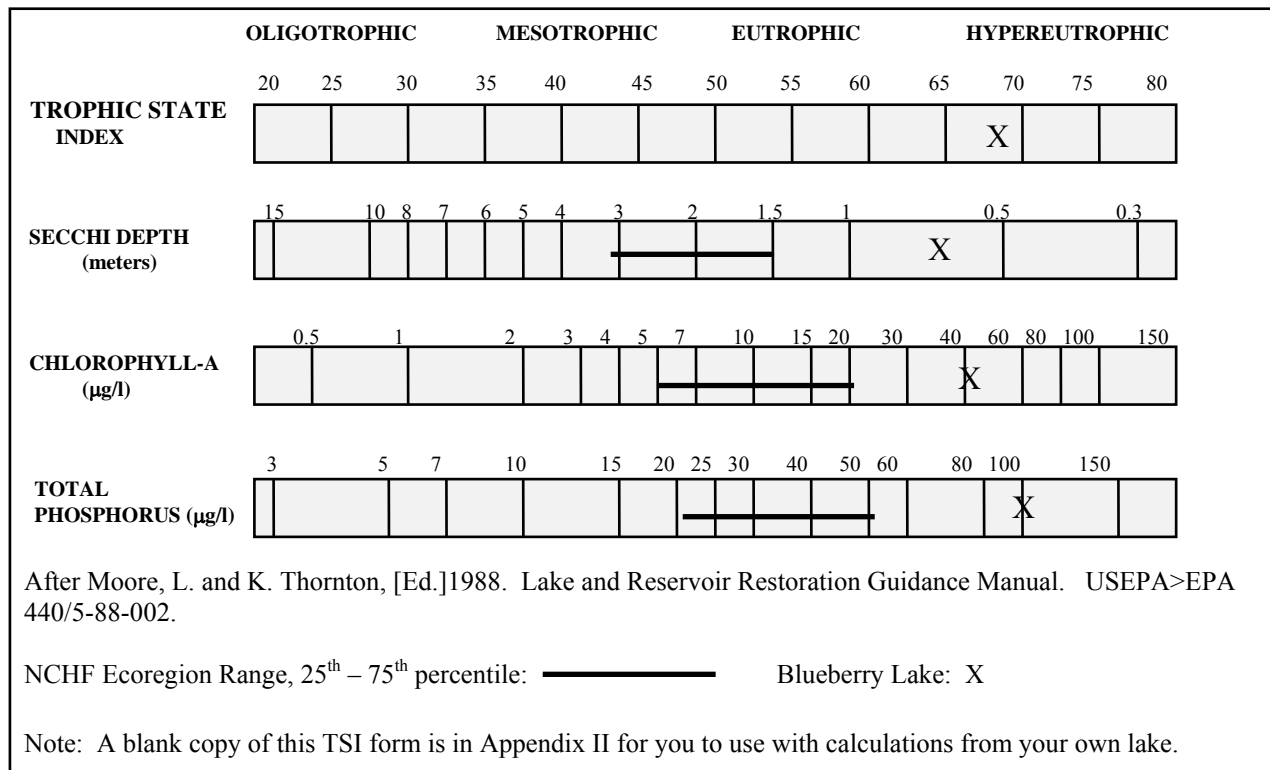 OLIGOTROPHIC MESOTROPHIC EUTROPHIC HYPEREUTROPHIC
20 25 30 35 40 45 50 55 60 65 70 75 80
TROPHIC STATE
INDEX
X
15 10 8 7 6 5 4 3 2 1.5 1 0.5 0.3
SECCHI DEPTH
(meters)
X
0.5 1 2 3 4 5 7 10 15 20 30 40 60 80 100 150
CHLOROPHYLL-A
(µg/l)
X
3 5 7 10 15 20 25 30 40 50 60 80 100 150
TOTAL
PHOSPHORUS (µg/l)
X
After Moore, L. and K. Thornton, [Ed.]1988. Lake and Reservoir Restoration Guidance Manual. USEPA>EPA
440/5-88-002.
NCHF Ecoregion Range, 25th – 75th percentile: Blueberry Lake: X
Note: A blank copy of this TSI form is in Appendix II for you to use with calculations from your own lake.